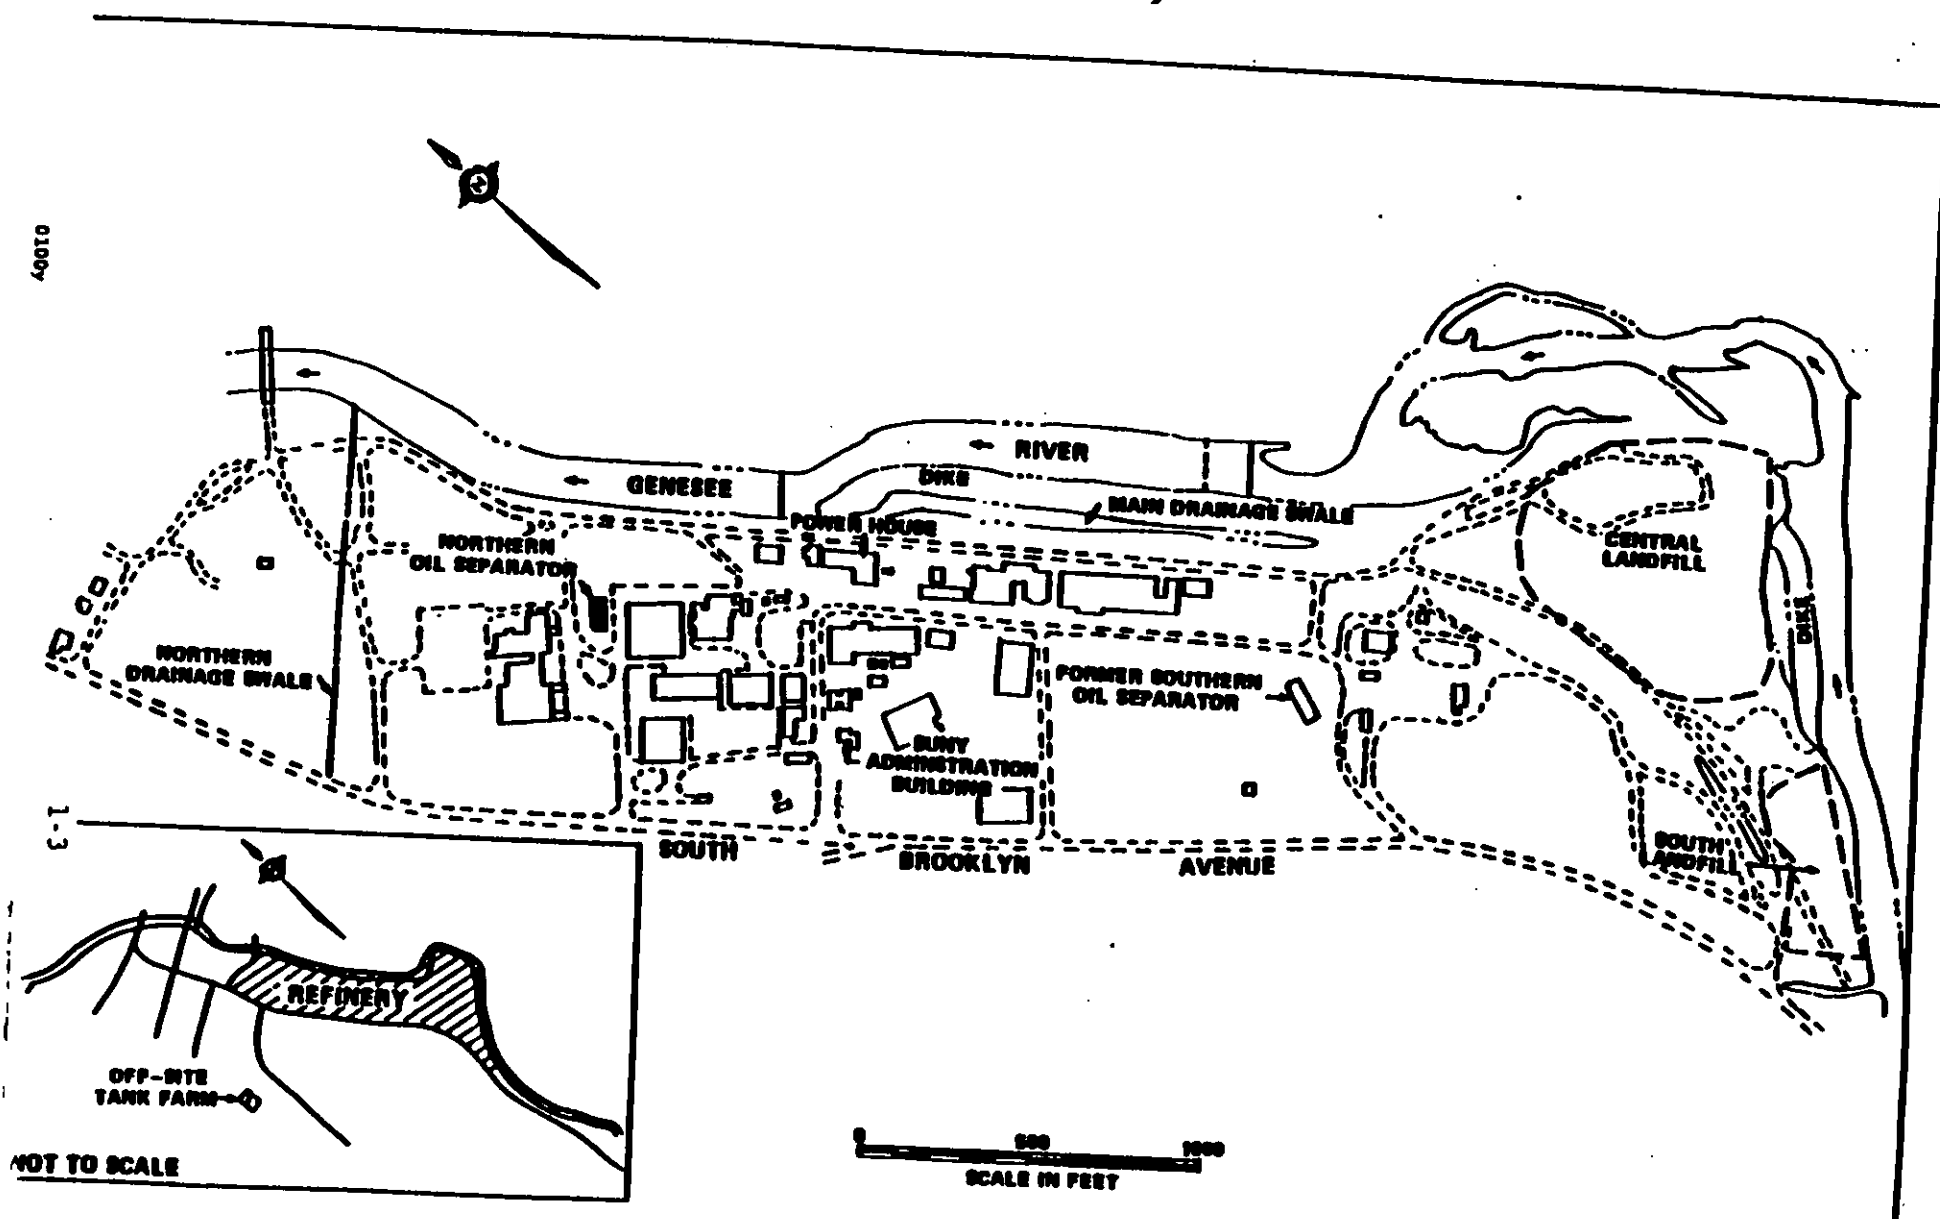 0100y
N
RIVER
GENESEE
DIKE
MAIN DRAINAGE SWALE
POWER HOUSE
NORTHERN
OIL SEPARATOR
CENTRAL
LANDFILL
DIKE
NORTHERN
DRAINAGE SWALE
FORMER SOUTHERN
OIL SEPARATOR
SUNY
ADMINSTRATION
BUILDING
SOUTH
LANDFILL
SOUTH BROOKLYN AVENUE
1-3
REFINERY
OFF-SITE
TANK FARM
NOT TO SCALE
0 500 1000
SCALE IN FEET